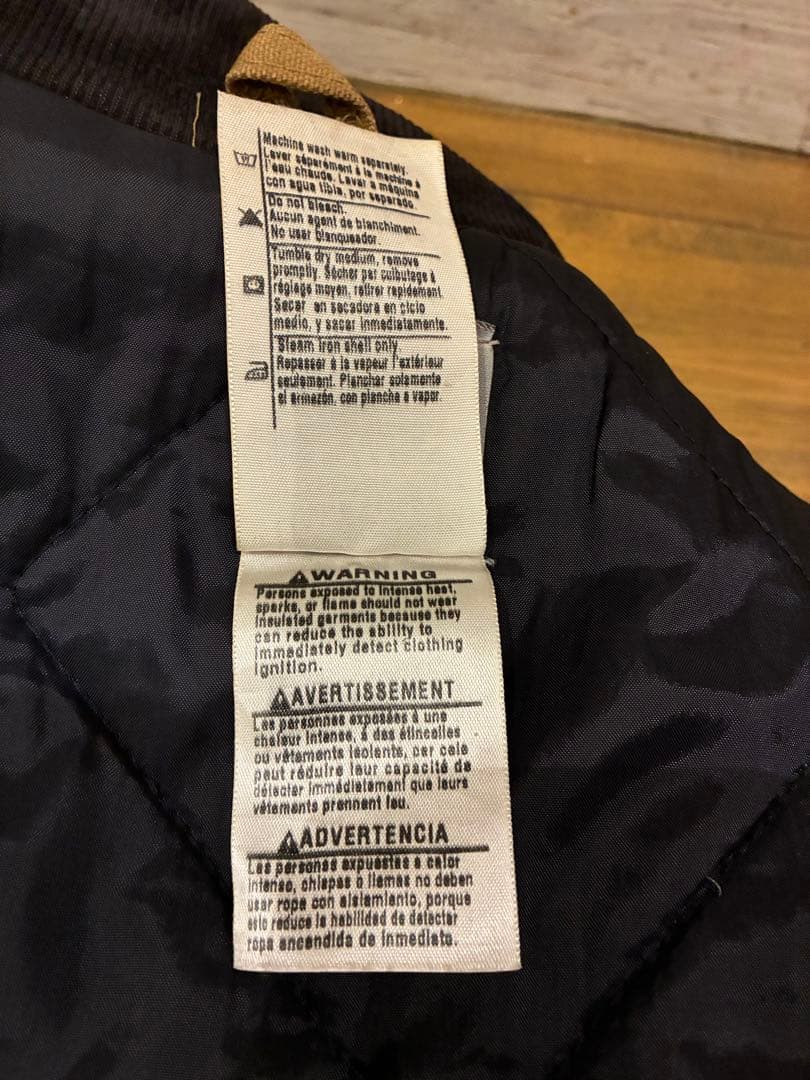 Machine wash warm separately.
Laver séparément à la machine à
l'eau chaude. Lavar a máquina
con agua tibia, por separado.
Do not bleach.
Aucun agent de blanchiment.
No usar blanqueador.
Tumble dry medium, remove
promptly. Sécher par culbutage à
réglage moyen, retirer rapidement.
Secar en secadora en ciclo
medio, y sacar inmediatamente.
Steam iron shell only
Repasser à la vapeur l'extérieur
seulement. Planchar solamente
el armazón, con plancha a vapor.
WARNING
Persons exposed to intense heat,
sparks, or flame should not wear
insulated garments because they
can reduce the ability to
immediately detect clothing
ignition.
AVERTISSEMENT
Les personnes exposées à une
chaleur intense, à des étincelles
ou vêtements isolents, car cela
peut réduire leur capacité de
détecter immédiatement que leurs
vêtements prennent feu.
ADVERTENCIA
Las personas expuestas a calor
intenso, chispas o llamas no deben
usar ropa con aislamiento, porque
esto reduce la habilidad de detectar
ropa encendida de inmediato.